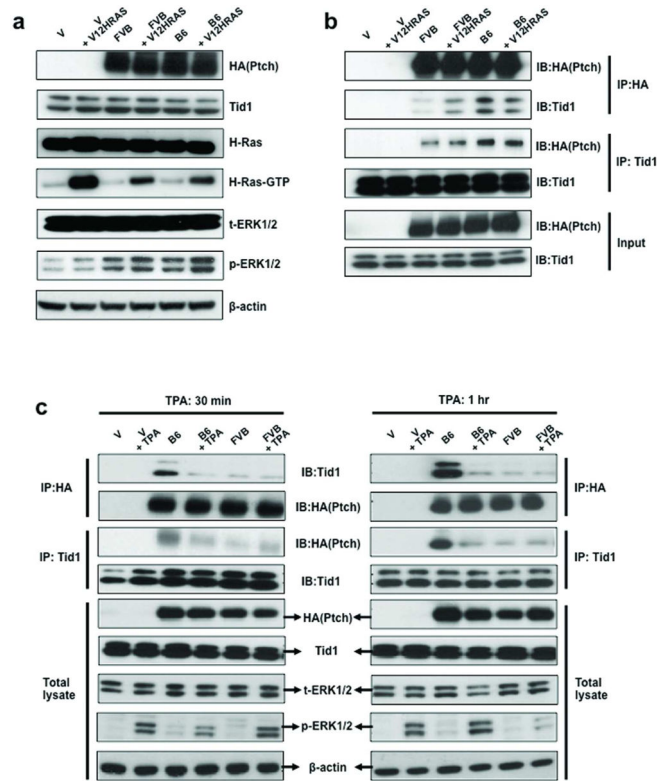 a
V
V + V12HRAS
FVB
FVB + V12HRAS
B6
B6 + V12HRAS
HA(Ptch)
Tid1
H-Ras
H-Ras-GTP
t-ERK1/2
p-ERK1/2
β-actin
b
V
V + V12HRAS
FVB
FVB + V12HRAS
B6
B6 + V12HRAS
IB:HA(Ptch)
IB:Tid1
IP:HA
IB:HA(Ptch)
IB:Tid1
IP: Tid1
IB:HA(Ptch)
IB:Tid1
Input
c
TPA: 30 min
V
V + TPA
B6
B6 + TPA
FVB
FVB + TPA
TPA: 1 hr
V
V + TPA
B6
B6 + TPA
FVB
FVB + TPA
IP:HA
IB:Tid1
IB:HA(Ptch)
IP:HA
IP: Tid1
IB:HA(Ptch)
IB:Tid1
IP: Tid1
Total lysate
HA(Ptch)
Tid1
t-ERK1/2
p-ERK1/2
β-actin
Total lysate